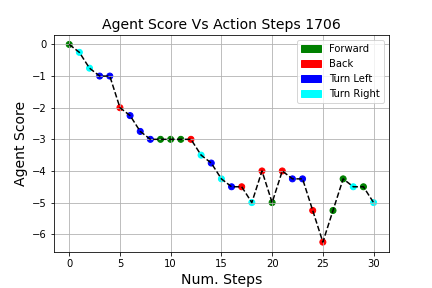 Agent Score Vs Action Steps 1706
Forward
Back
Turn Left
Turn Right
Agent Score
0
−1
−2
−3
−4
−5
−6
0 5 10 15 20 25 30
Num. Steps